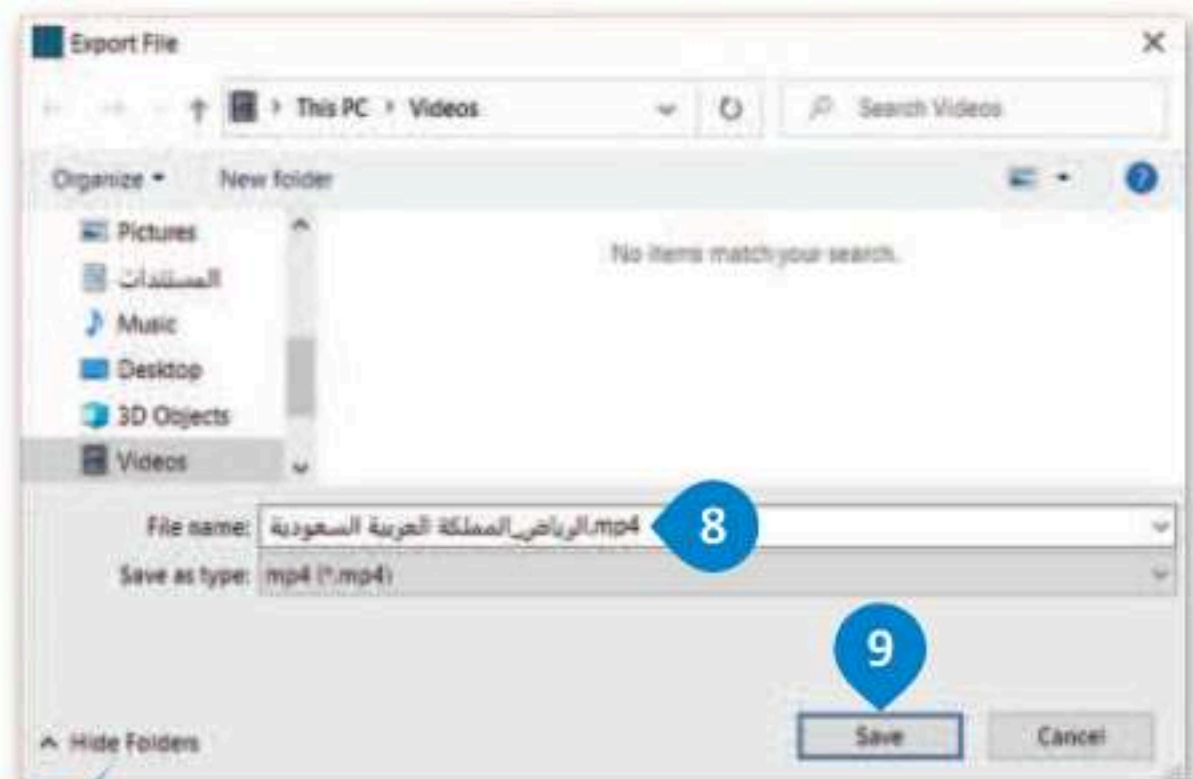 Export File
This PC > Videos
Search Videos
Organize
New folder
No items match your search.
Pictures
المستندات
Music
Desktop
3D Objects
Videos
File name: الرياض_المملكة العربية السعودية.mp4
8
Save as type: mp4 (*.mp4)
9
Save
Cancel
Hide Folders